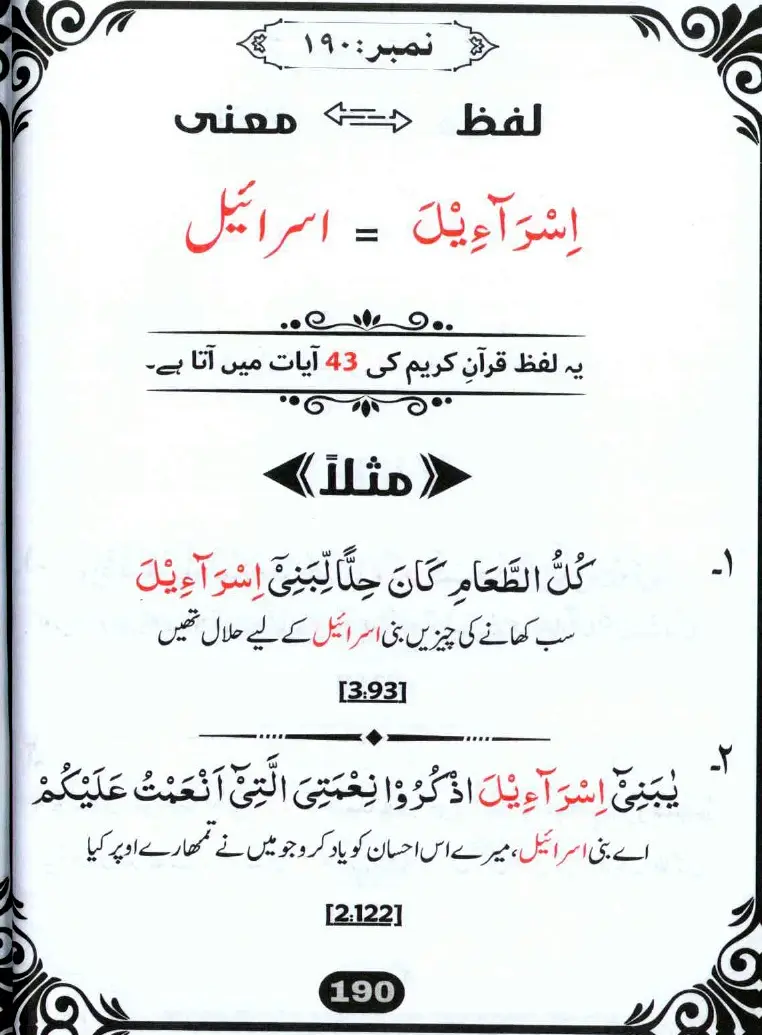 نمبر: ۱۹۰
لفظ ⇐⇒ معنی
اِسْرَآءِیْلَ = اسرائیل
یہ لفظ قرآنِ کریم کی 43 آیات میں آتا ہے۔
مثلاً
۱۔ كُلُّ الطَّعَامِ كَانَ حِلًّا لِّبَنِیْۤ اِسْرَآءِیْلَ
سب کھانے کی چیزیں بنی اسرائیل کے لیے حلال تھیں
[3:93]
۲۔ یٰبَنِیْۤ اِسْرَآءِیْلَ اذْكُرُوْا نِعْمَتِیَ الَّتِیْۤ اَنْعَمْتُ عَلَیْكُمْ
اے بنی اسرائیل، میرے اس احسان کو یاد کرو جو میں نے تمھارے اوپر کیا
[2:122]
190